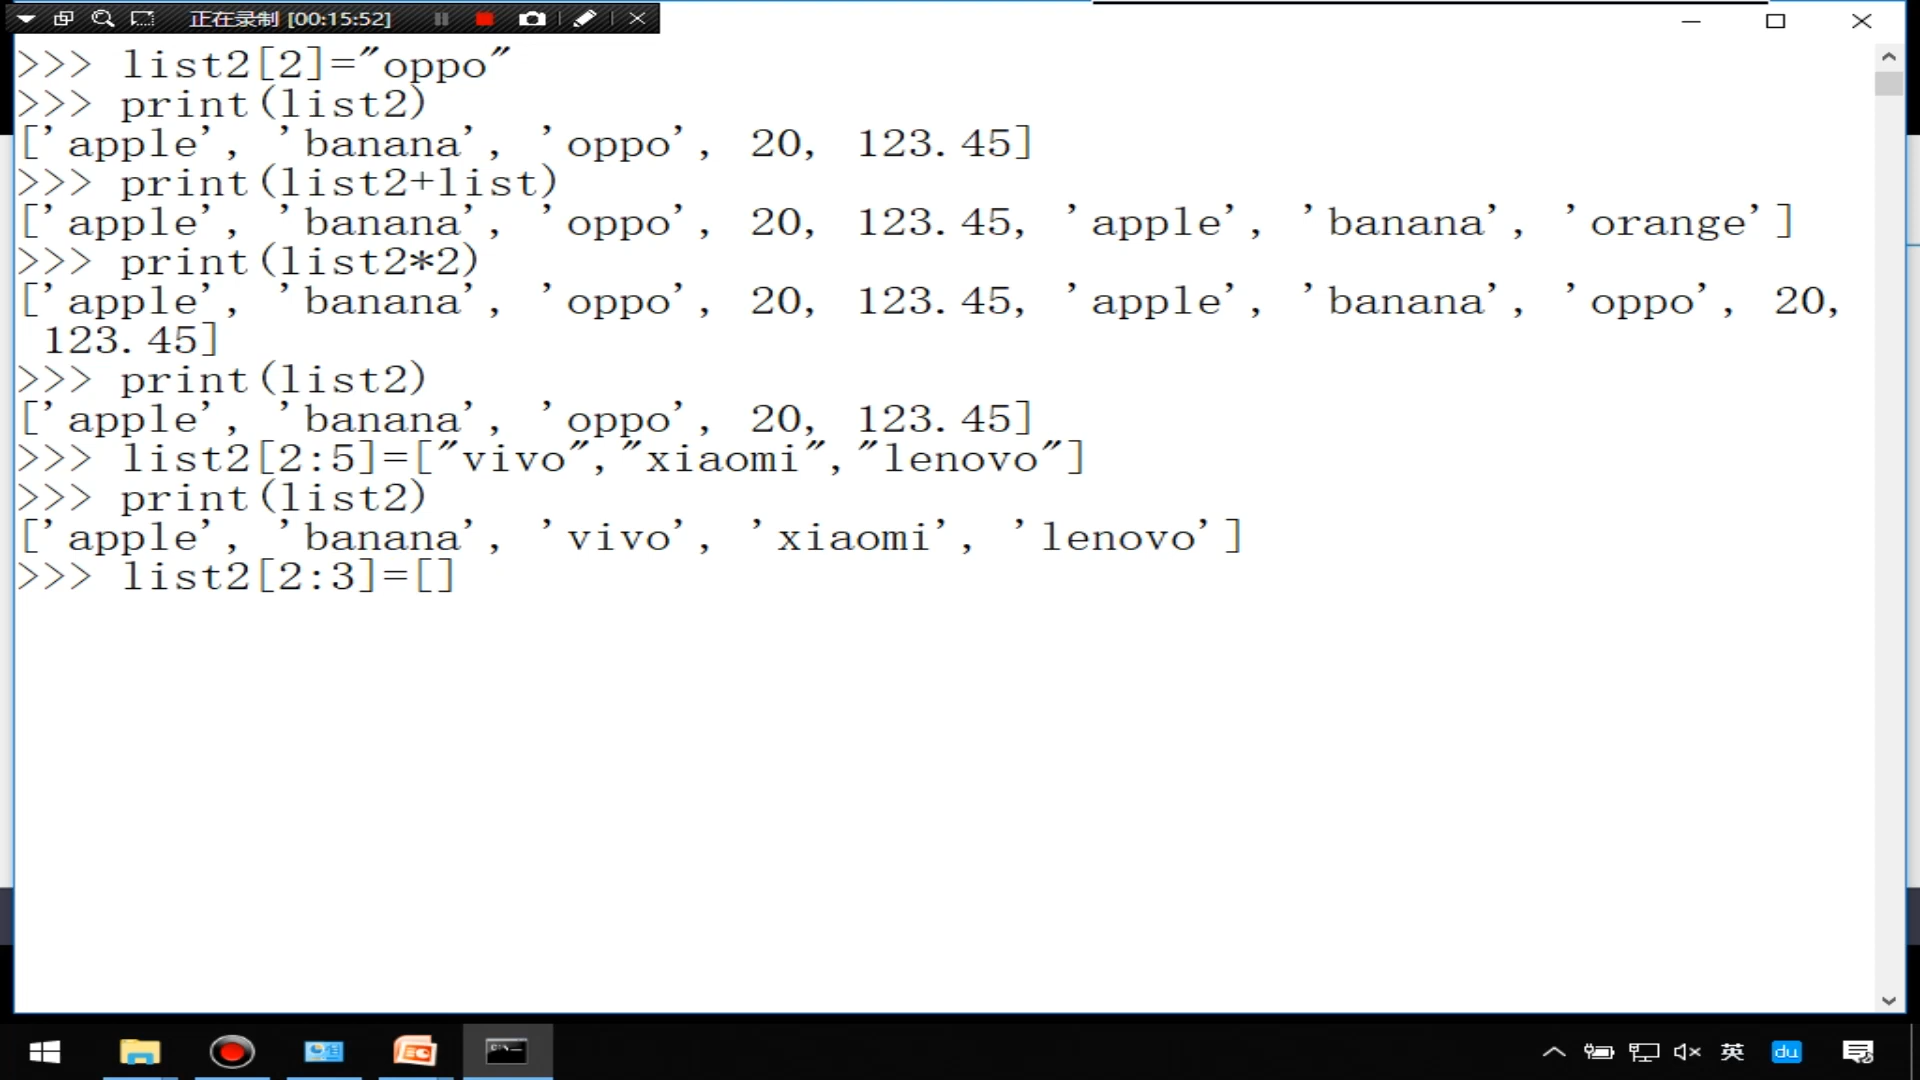 正在录制 [00:15:52]
>>> list2[2]="oppo"
>>> print(list2)
['apple', 'banana', 'oppo', 20, 123.45]
>>> print(list2+list)
['apple', 'banana', 'oppo', 20, 123.45, 'apple', 'banana', 'orange']
>>> print(list2*2)
['apple', 'banana', 'oppo', 20, 123.45, 'apple', 'banana', 'oppo', 20,
 123.45]
>>> print(list2)
['apple', 'banana', 'oppo', 20, 123.45]
>>> list2[2:5]=["vivo","xiaomi","lenovo"]
>>> print(list2)
['apple', 'banana', 'vivo', 'xiaomi', 'lenovo']
>>> list2[2:3]=[]
英 du